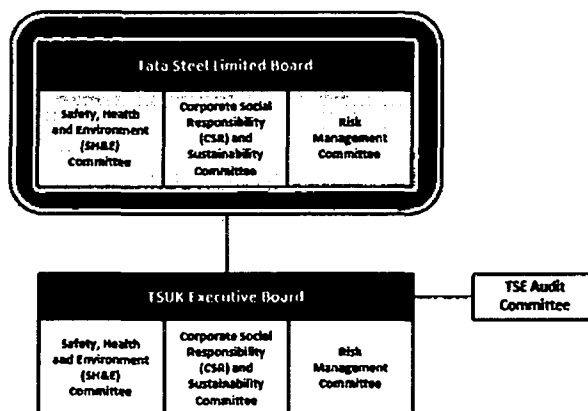 Tata Steel Limited Board
Safety, Health
and Environment
(SH&E)
Committee
Corporate Social
Responsibility
(CSR) and
Sustainability
Committee
Risk
Management
Committee
TSUK Executive Board
TSE Audit
Committee
Safety, Health
and Environment
(SH&E)
Committee
Corporate Social
Responsibility
(CSR) and
Sustainability
Committee
Risk
Management
Committee